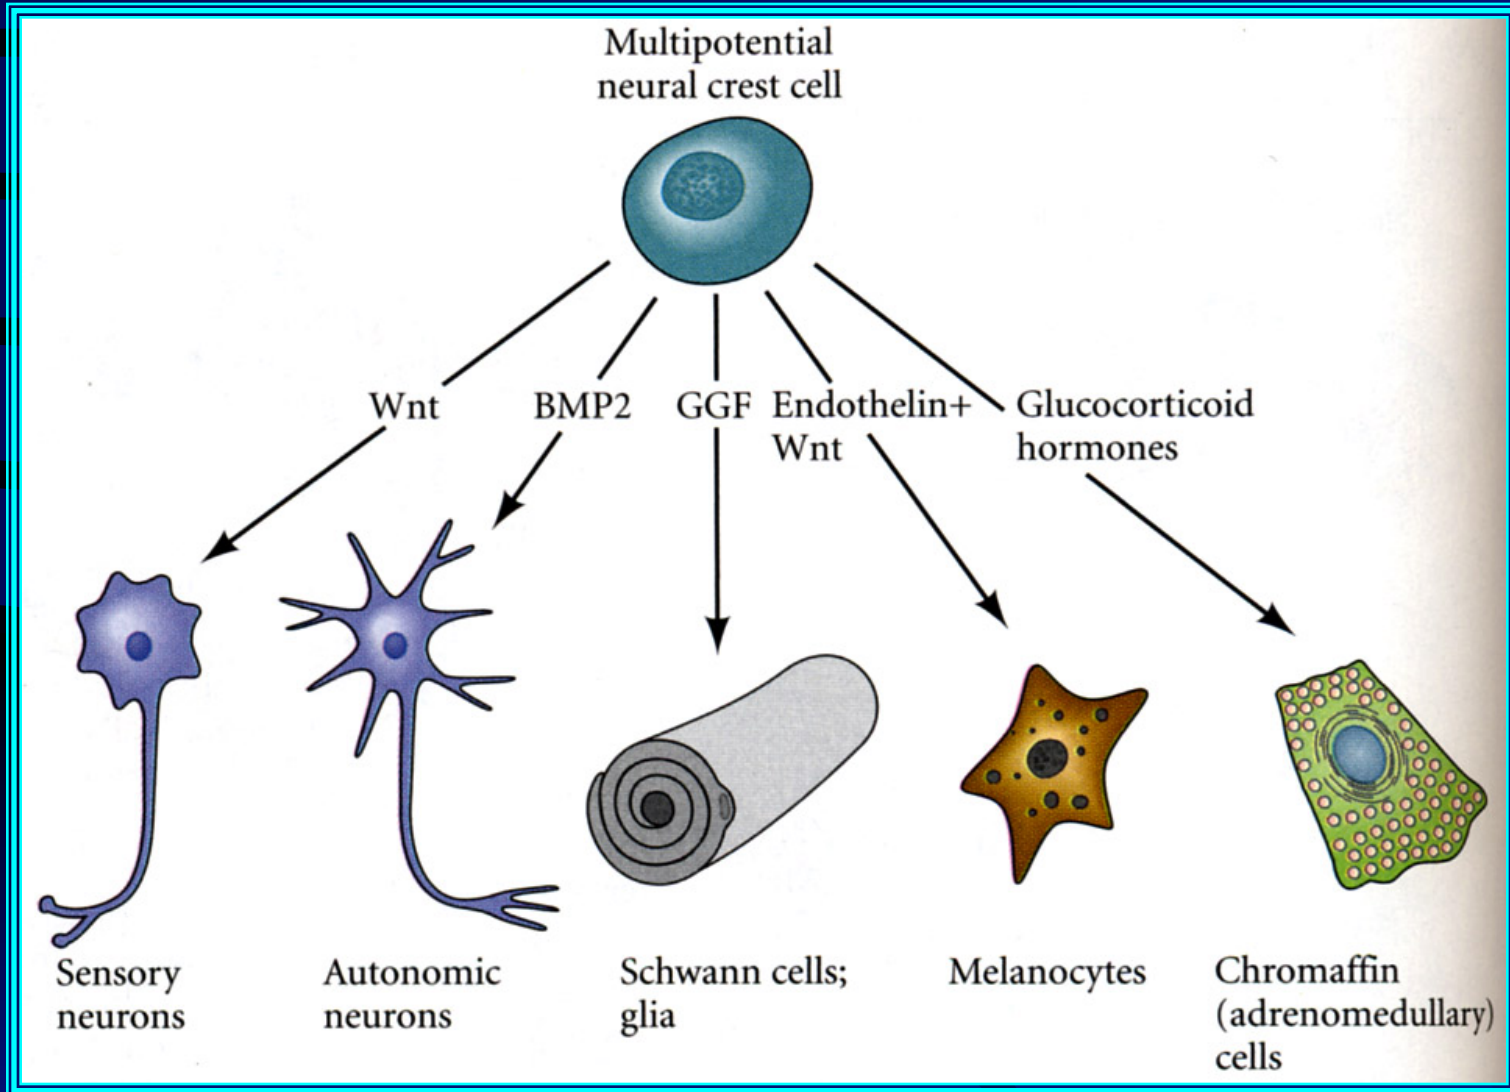 Multipotential
neural crest cell
Wnt
BMP2
GGF
Endothelin+
Wnt
Glucocorticoid
hormones
Sensory
neurons
Autonomic
neurons
Schwann cells;
glia
Melanocytes
Chromaffin
(adrenomedullary)
cells